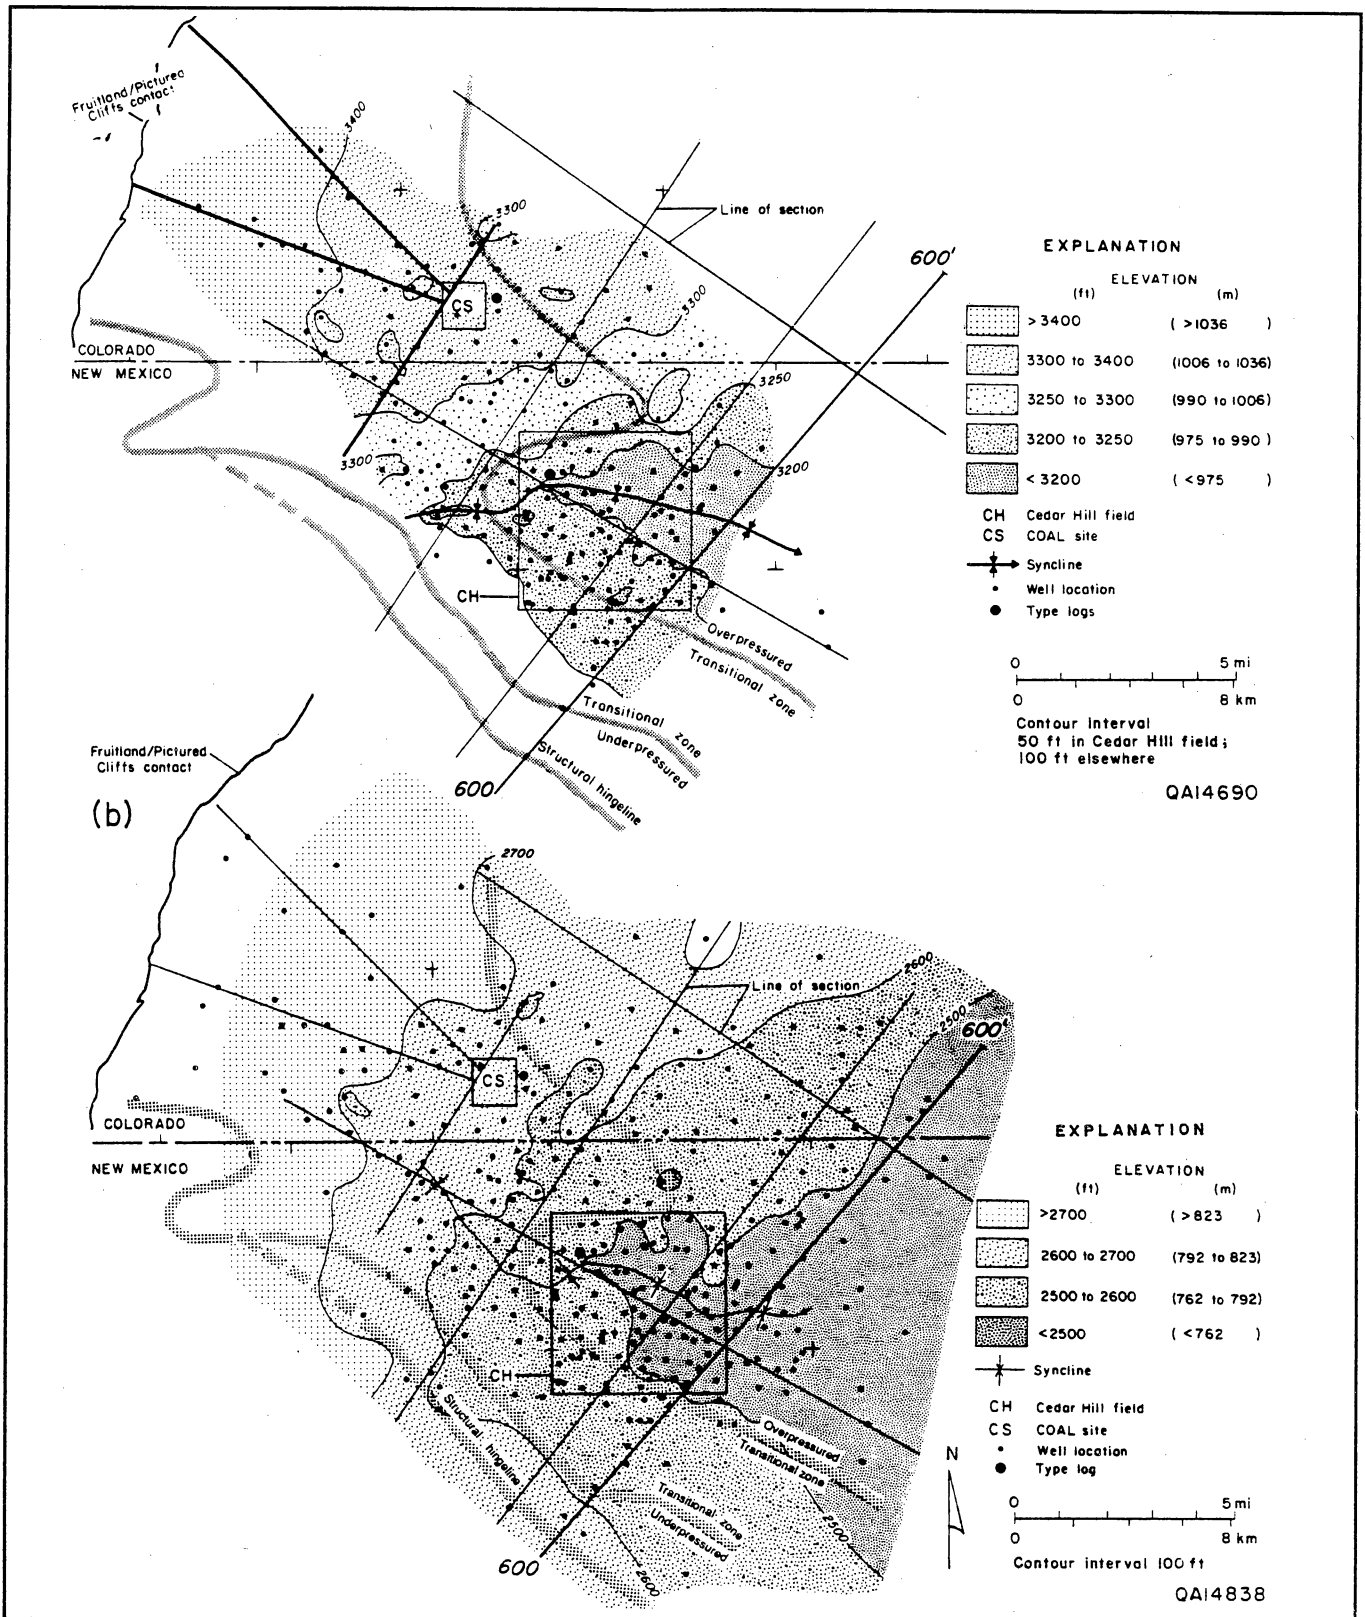 Fruitland/Pictured
Cliffs contact
3400
3300
Line of section
600'
3300
CS
COLORADO
NEW MEXICO
3250
3300
3200
CH
Overpressured
Transitional zone
Transitional zone
Underpressured
Structural hingeline
600
EXPLANATION
ELEVATION
(ft) (m)
>3400 ( >1036 )
3300 to 3400 (1006 to 1036)
3250 to 3300 (990 to 1006)
3200 to 3250 (975 to 990 )
< 3200 ( <975 )
CH Cedar Hill field
CS COAL site
Syncline
Well location
Type logs
0 5 mi
0 8 km
Contour Interval
50 ft in Cedar Hill field;
100 ft elsewhere
QA14690
Fruitland/Pictured
Cliffs contact
(b)
2700
2600
Line of section
2500
600'
CS
COLORADO
NEW MEXICO
CH
Structural hingeline
Overpressured
Transitional zone
Transitional zone
Underpressured
2500
2600
600
EXPLANATION
ELEVATION
(ft) (m)
>2700 ( >823 )
2600 to 2700 (792 to 823)
2500 to 2600 (762 to 792)
<2500 ( <762 )
Syncline
CH Cedar Hill field
CS COAL site
Well location
Type log
N
0 5 mi
0 8 km
Contour interval 100 ft
QA14838